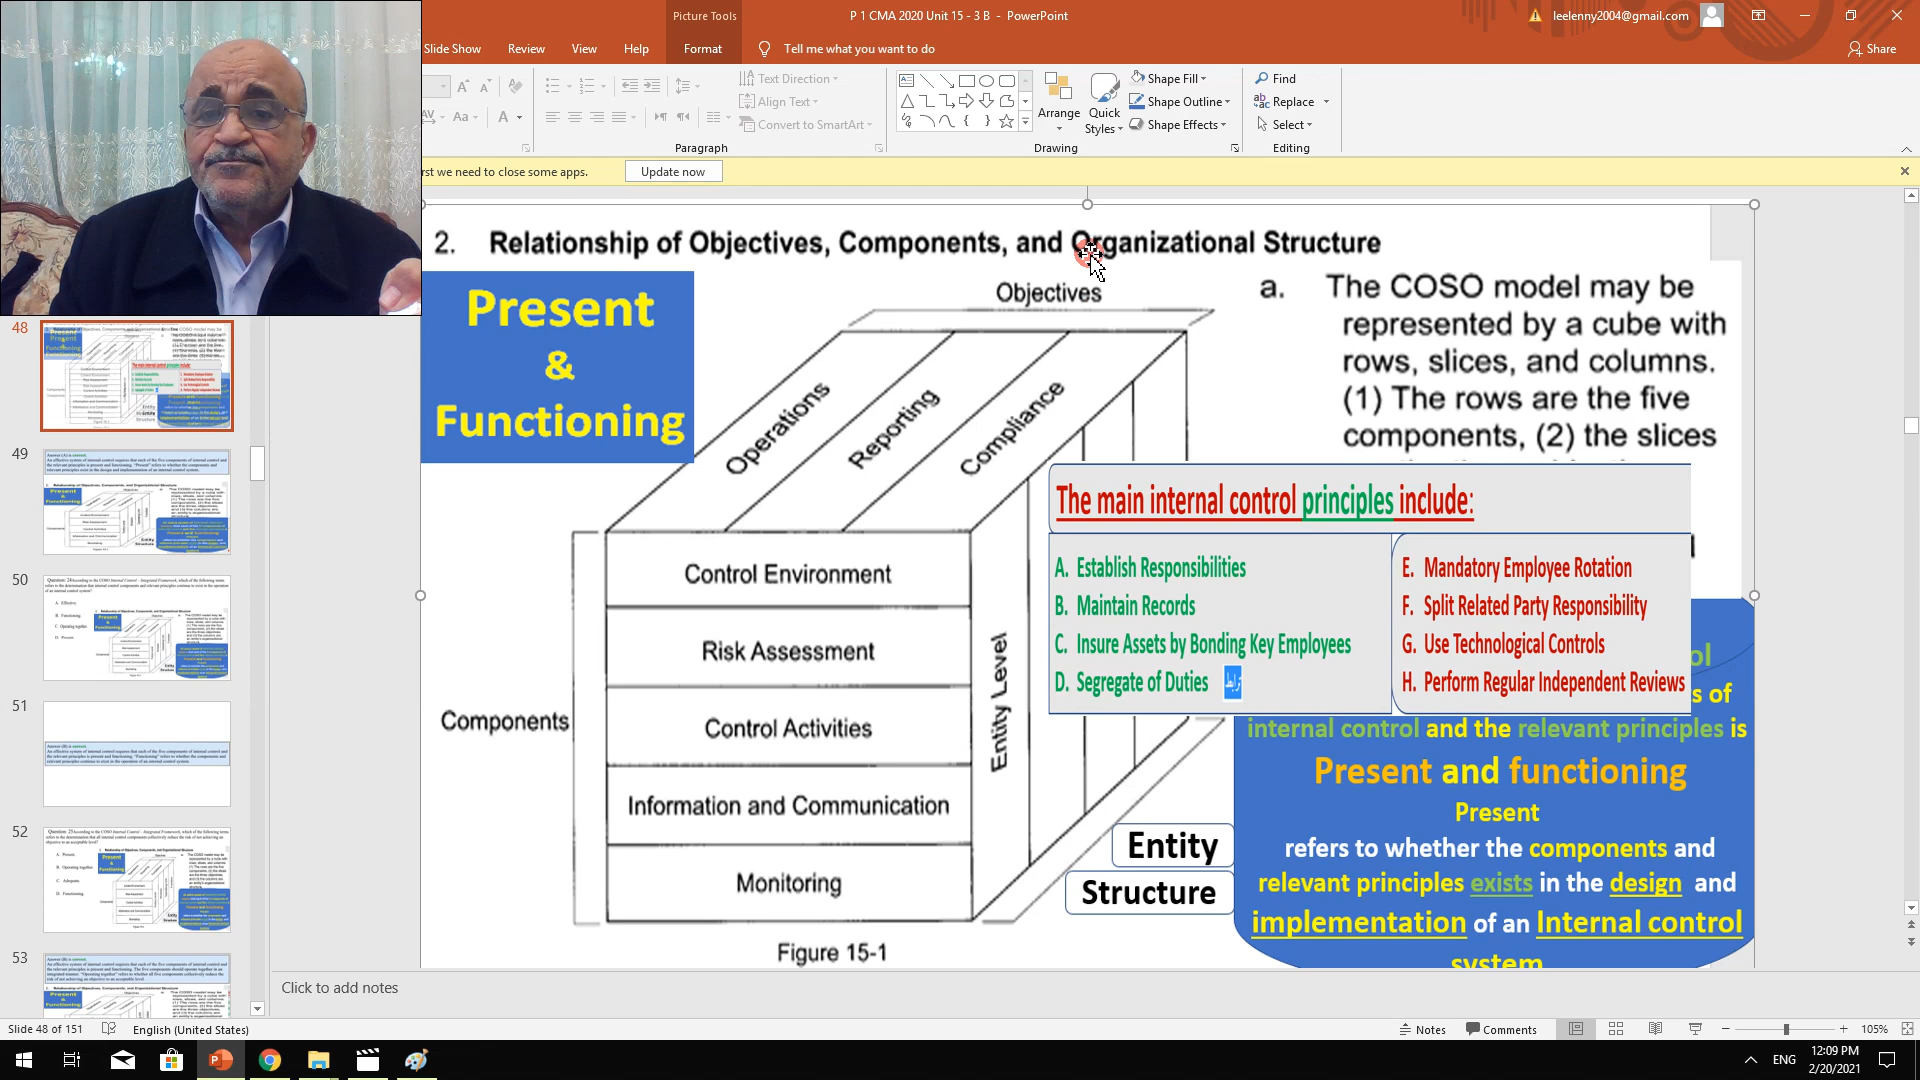 Picture Tools
P 1 CMA 2020 Unit 15 - 3 B - PowerPoint
leelenny2004@gmail.com
Slide Show
Review
View
Help
Format
Tell me what you want to do
Share
Text Direction
Align Text
Convert to SmartArt
Paragraph
Arrange
Quick
Styles
Shape Fill
Shape Outline
Shape Effects
Drawing
Find
Replace
Select
Editing
rst we need to close some apps.
Update now
2. Relationship of Objectives, Components, and Organizational Structure
Present
&
Functioning
Objectives
Operations
Reporting
Compliance
a. The COSO model may be
represented by a cube with
rows, slices, and columns.
(1) The rows are the five
components, (2) the slices
The main internal control principles include:
A. Establish Responsibilities
B. Maintain Records
C. Insure Assets by Bonding Key Employees
D. Segregate of Duties
E. Mandatory Employee Rotation
F. Split Related Party Responsibility
G. Use Technological Controls
H. Perform Regular Independent Reviews
Components
Control Environment
Risk Assessment
Control Activities
Information and Communication
Monitoring
Entity Level
Entity
Structure
Figure 15-1
ol
s of
internal control and the relevant principles is
Present and functioning
Present
refers to whether the components and
relevant principles exists in the design and
implementation of an Internal control
system
48
49
50
51
52
53
Click to add notes
Slide 48 of 151
English (United States)
Notes
Comments
105%
ENG
12:09 PM
2/20/2021